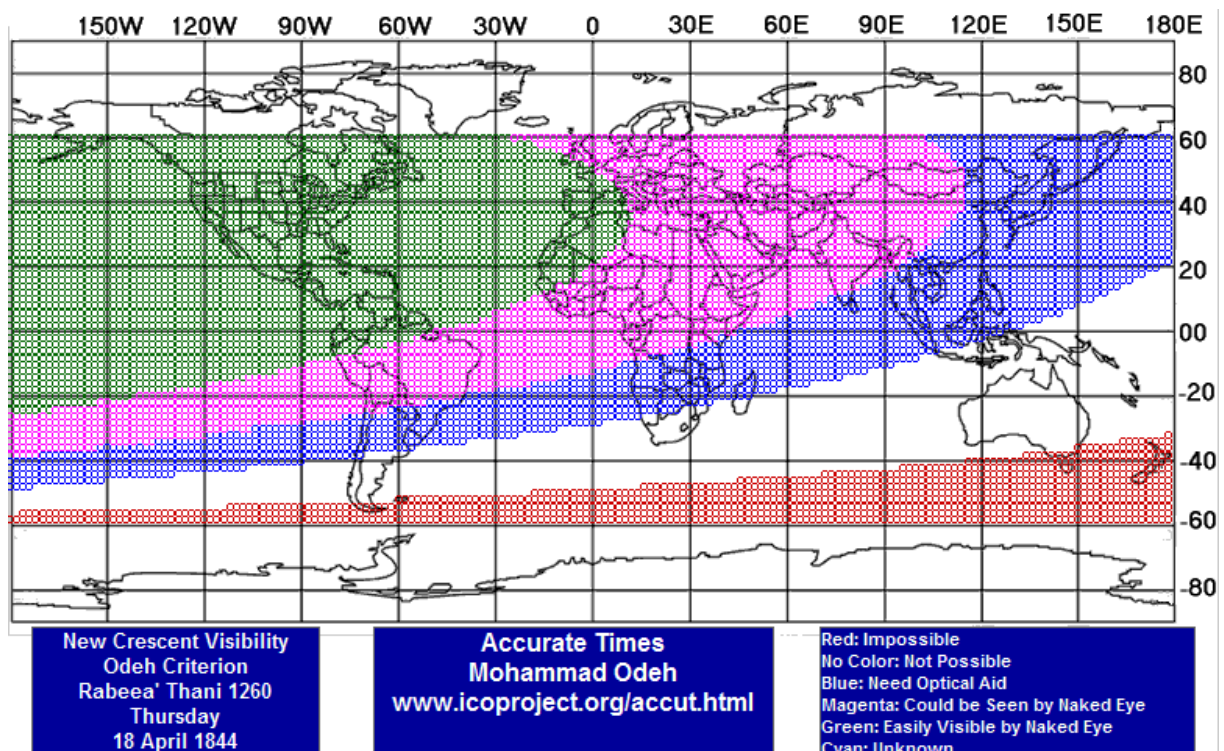 150W 120W 90W 60W 30W 0 30E 60E 90E 120E 150E 180E
80
60
40
20
00
-20
-40
-60
-80
New Crescent Visibility
Odeh Criterion
Rabeea' Thani 1260
Thursday
18 April 1844
Accurate Times
Mohammad Odeh
www.icoproject.org/accut.html
Red: Impossible
No Color: Not Possible
Blue: Need Optical Aid
Magenta: Could be Seen by Naked Eye
Green: Easily Visible by Naked Eye
Cyan: Unknown